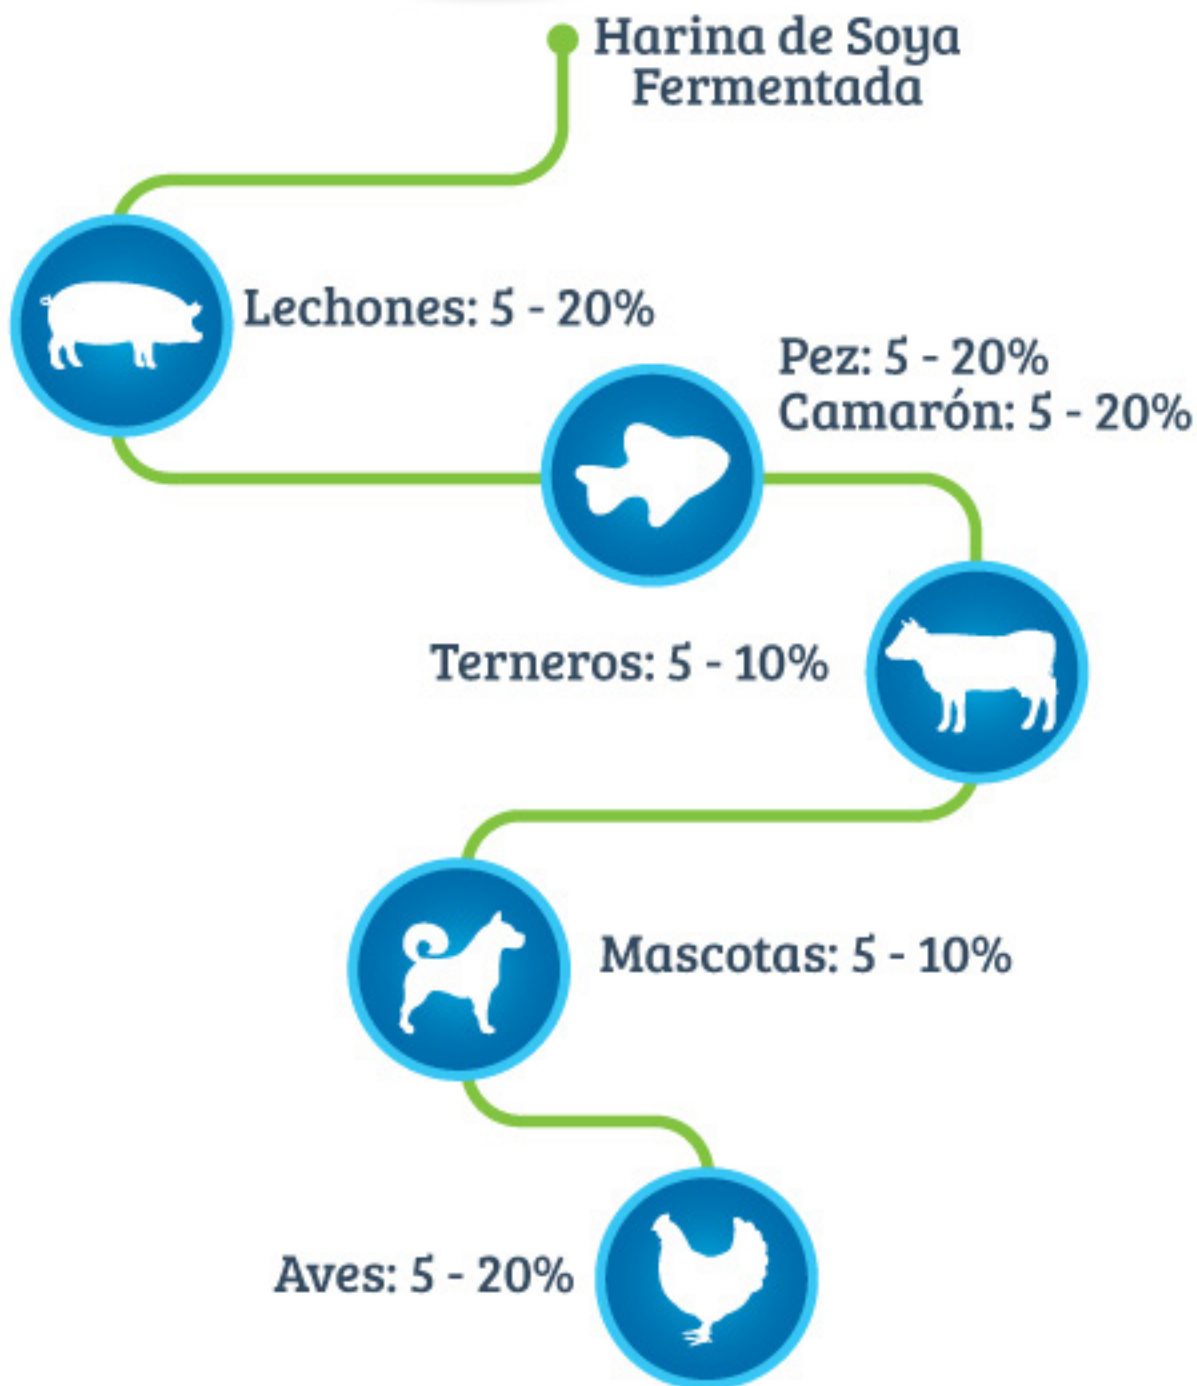 Harina de Soya
Fermentada
Lechones: 5 - 20%
Pez: 5 - 20%
Camarón: 5 - 20%
Terneros: 5 - 10%
Mascotas: 5 - 10%
Aves: 5 - 20%